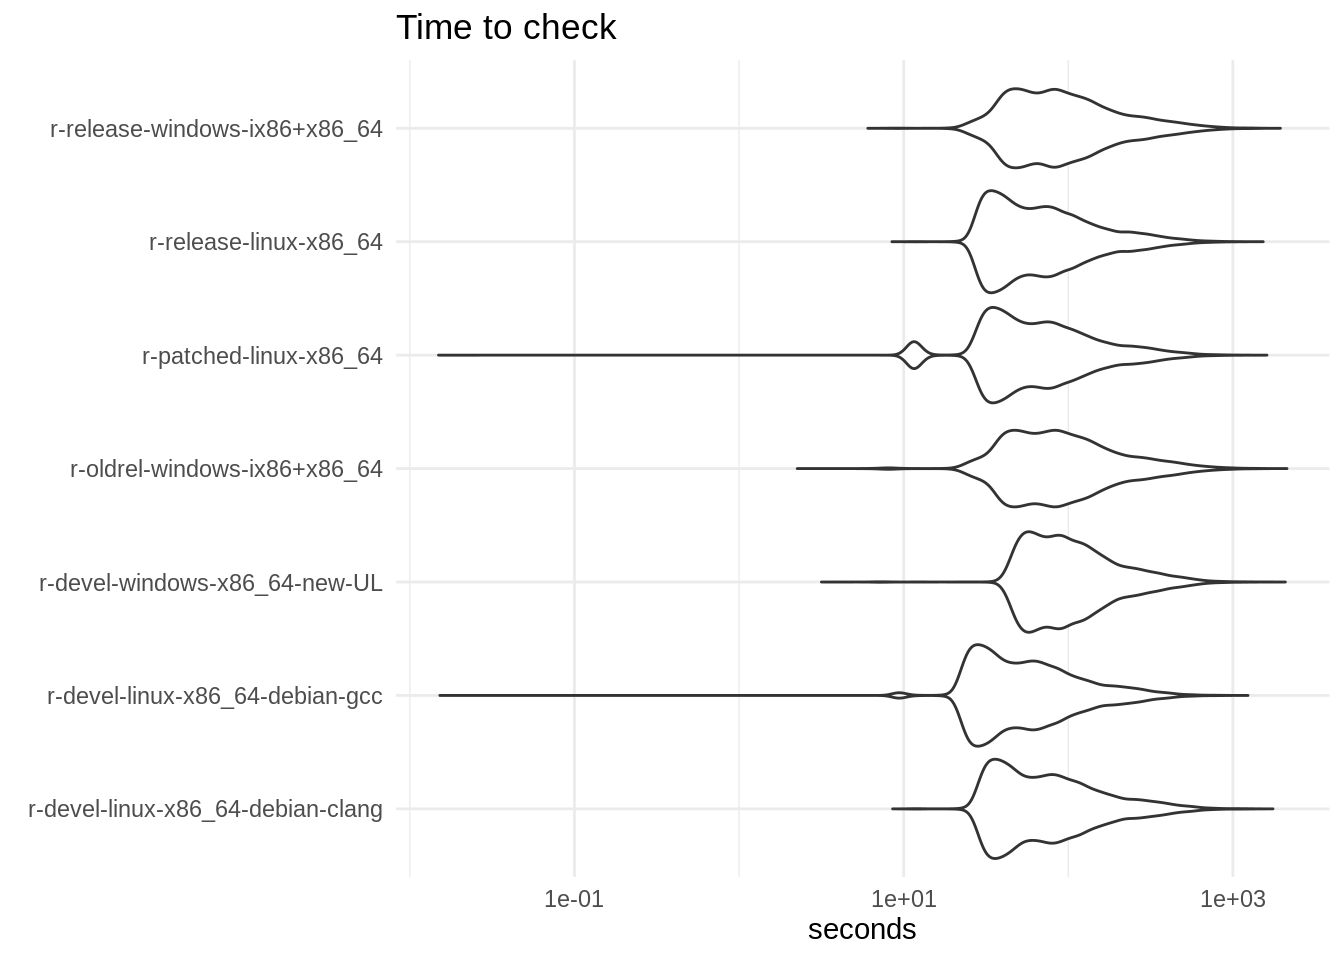 Time to check
r-release-windows-ix86+x86_64
r-release-linux-x86_64
r-patched-linux-x86_64
r-oldrel-windows-ix86+x86_64
r-devel-windows-x86_64-new-UL
r-devel-linux-x86_64-debian-gcc
r-devel-linux-x86_64-debian-clang
1e-01 1e+01 1e+03
seconds